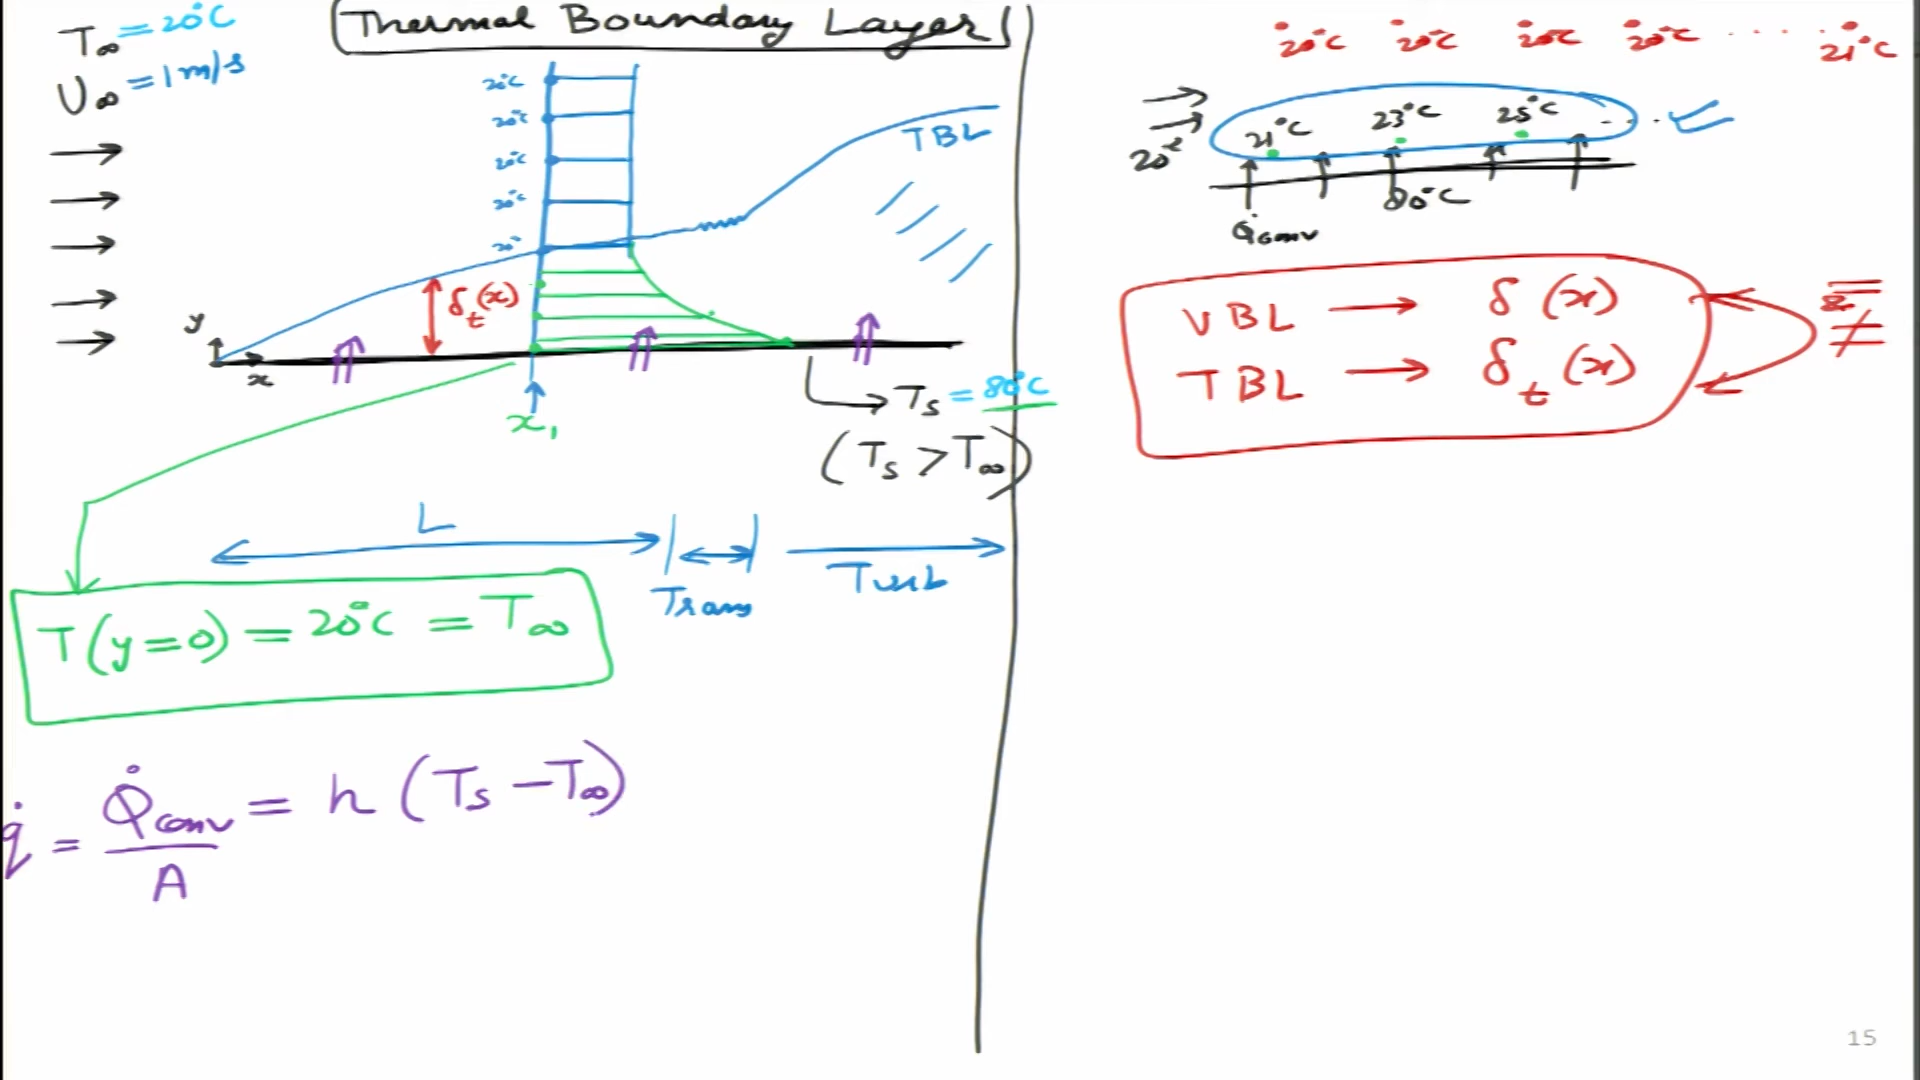 Thermal Boundary Layer
T∞ = 20°C
U∞ = 1 m/s
20°C
20°C
20°C
20°C
20°
TBL
δt(x)
y
x
x₁
Ts = 80°C
(Ts > T∞)
L
Trans
Turb
T(y=0) = 20°C = T∞
q̇ = Q̇conv / A = h (Ts − T∞)
20°C 20°C 20°C 20°C ..... 21°C
21°C 23°C 25°C ...
20°C
80°C
Q̇conv
VBL → δ(x)
TBL → δt(x)
≠
15